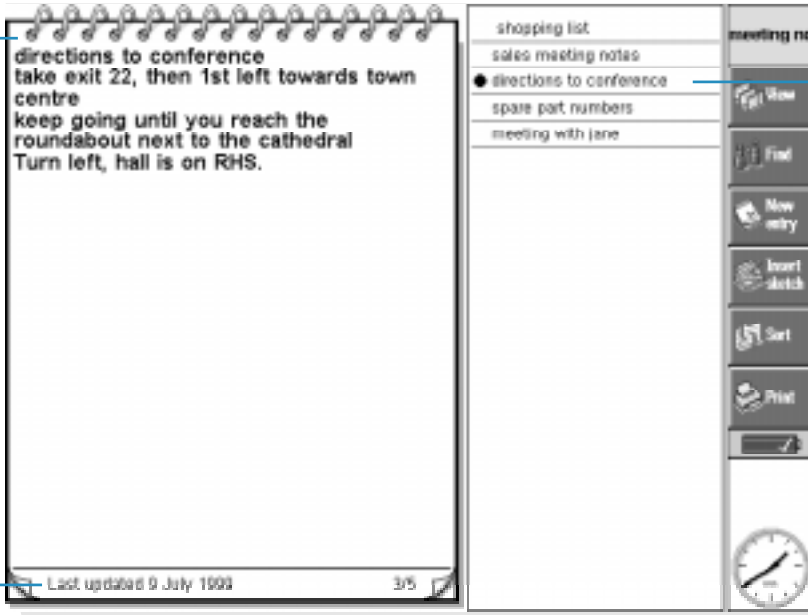 directions to conference
take exit 22, then 1st left towards town
centre
keep going until you reach the
roundabout next to the cathedral
Turn left, hall is on RHS.
Last updated 9 July 1999
3/5
shopping list
sales meeting notes
directions to conference
spare part numbers
meeting with jane
meeting no
View
Find
New
entry
Insert
sketch
Sort
Print